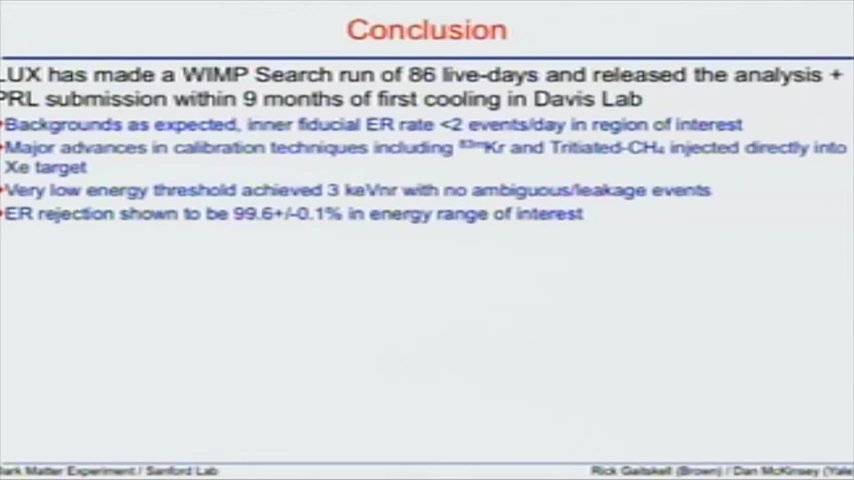 Conclusion
LUX has made a WIMP Search run of 86 live-days and released the analysis +
PRL submission within 9 months of first cooling in Davis Lab
•Backgrounds as expected, inner fiducial ER rate <2 events/day in region of interest
•Major advances in calibration techniques including ⁸³ᵐKr and Tritiated-CH₄ injected directly into
Xe target
•Very low energy threshold achieved 3 keVnr with no ambiguous/leakage events
•ER rejection shown to be 99.6+/-0.1% in energy range of interest
Dark Matter Experiment / Sanford Lab
Rick Gaitskell (Brown) / Dan McKinsey (Yale